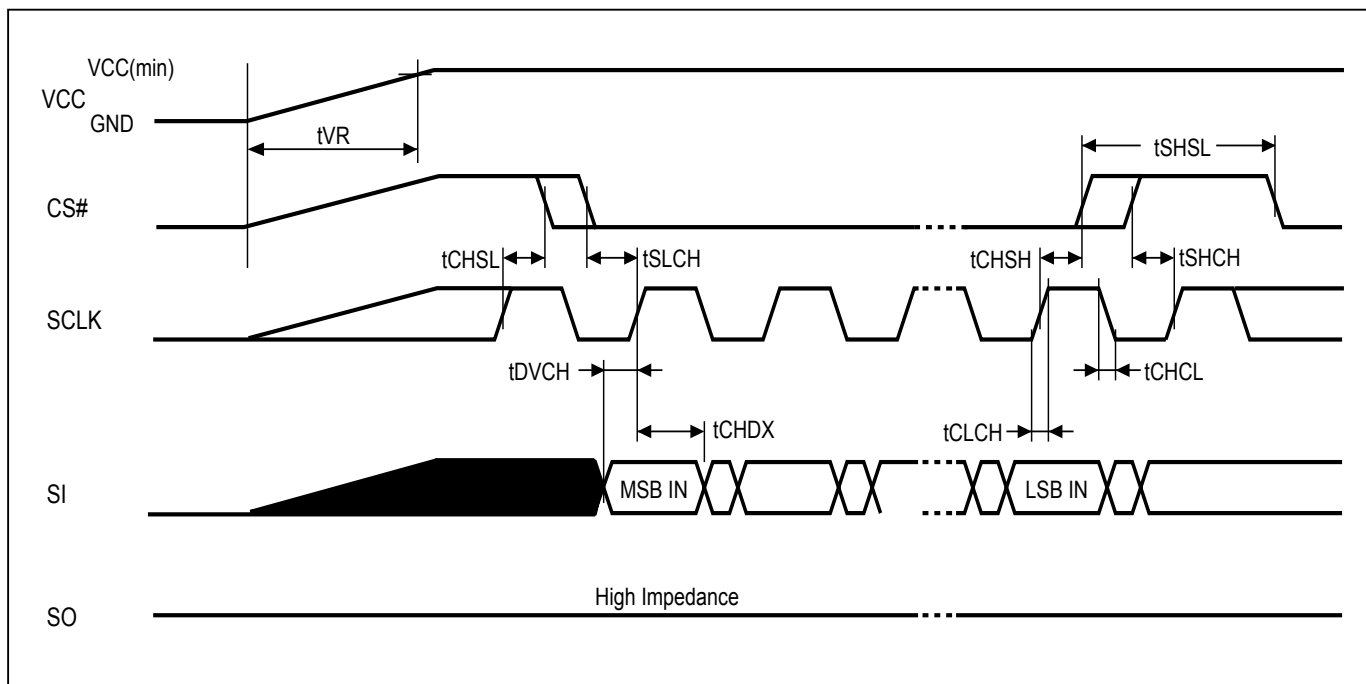 VCC(min)
VCC
GND
tVR
tSHSL
CS#
tCHSL
tSLCH
tCHSH
tSHCH
SCLK
tDVCH
tCHCL
tCHDX
tCLCH
SI
MSB IN
LSB IN
High Impedance
SO